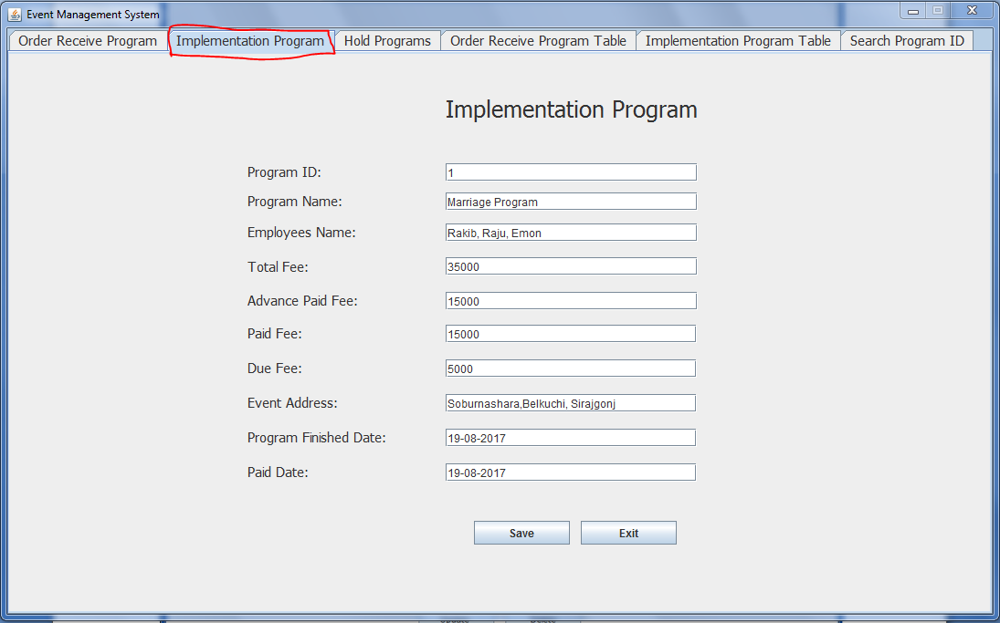 Event Management System
Order Receive Program Implementation Program Hold Programs Order Receive Program Table Implementation Program Table Search Program ID
Implementation Program
Program ID: 1
Program Name: Marriage Program
Employees Name: Rakib, Raju, Emon
Total Fee: 35000
Advance Paid Fee: 15000
Paid Fee: 15000
Due Fee: 5000
Event Address: Soburnashara,Belkuchi, Sirajgonj
Program Finished Date: 19-08-2017
Paid Date: 19-08-2017
Save Exit